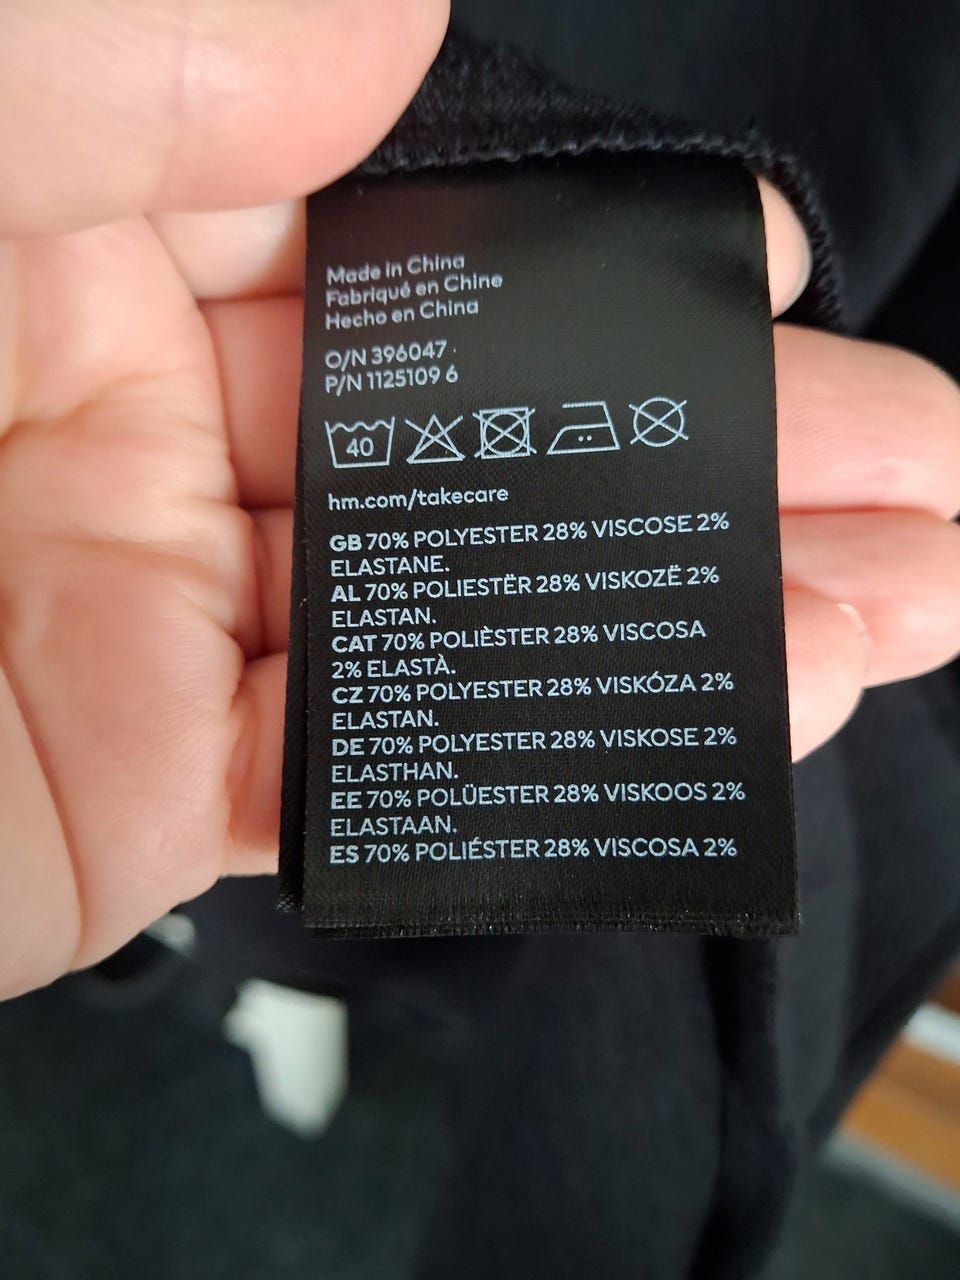 Made in China
Fabriqué en Chine
Hecho en China
O/N 396047
P/N 1125109 6
40
hm.com/takecare
GB 70% POLYESTER 28% VISCOSE 2%
ELASTANE.
AL 70% POLIESTËR 28% VISKOZË 2%
ELASTAN.
CAT 70% POLIÈSTER 28% VISCOSA
2% ELASTÀ.
CZ 70% POLYESTER 28% VISKÓZA 2%
ELASTAN.
DE 70% POLYESTER 28% VISKOSE 2%
ELASTHAN.
EE 70% POLÜESTER 28% VISKOOS 2%
ELASTAAN.
ES 70% POLIÉSTER 28% VISCOSA 2%